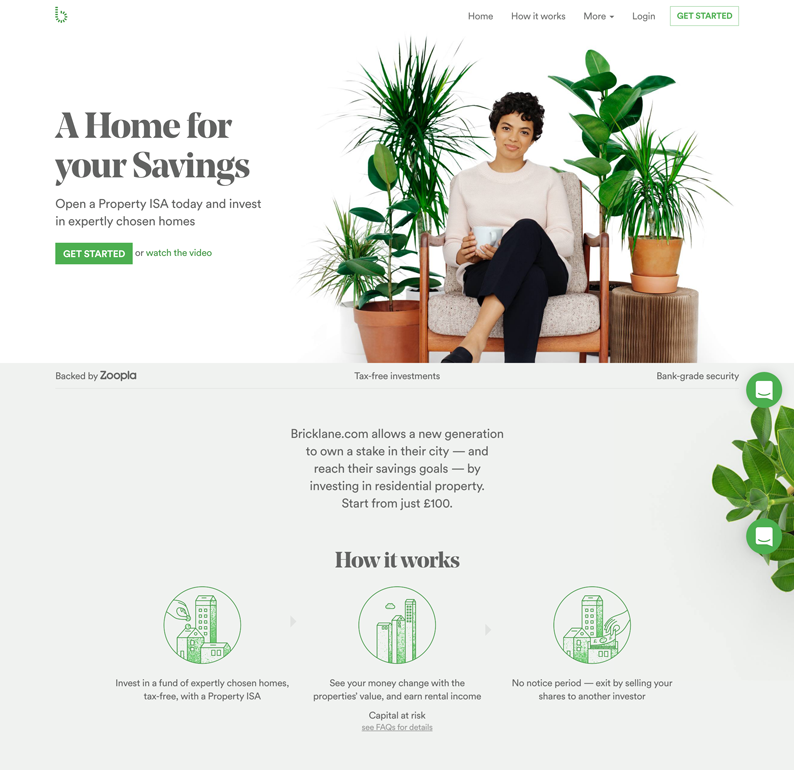 b
Home How it works More Login GET STARTED
A Home for
your Savings
Open a Property ISA today and invest
in expertly chosen homes
GET STARTED or watch the video
Backed by Zoopla Tax-free investments Bank-grade security
Bricklane.com allows a new generation
to own a stake in their city — and
reach their savings goals — by
investing in residential property.
Start from just £100.
How it works
Invest in a fund of expertly chosen homes,
tax-free, with a Property ISA
See your money change with the
properties' value, and earn rental income
Capital at risk
see FAQs for details
No notice period — exit by selling your
shares to another investor